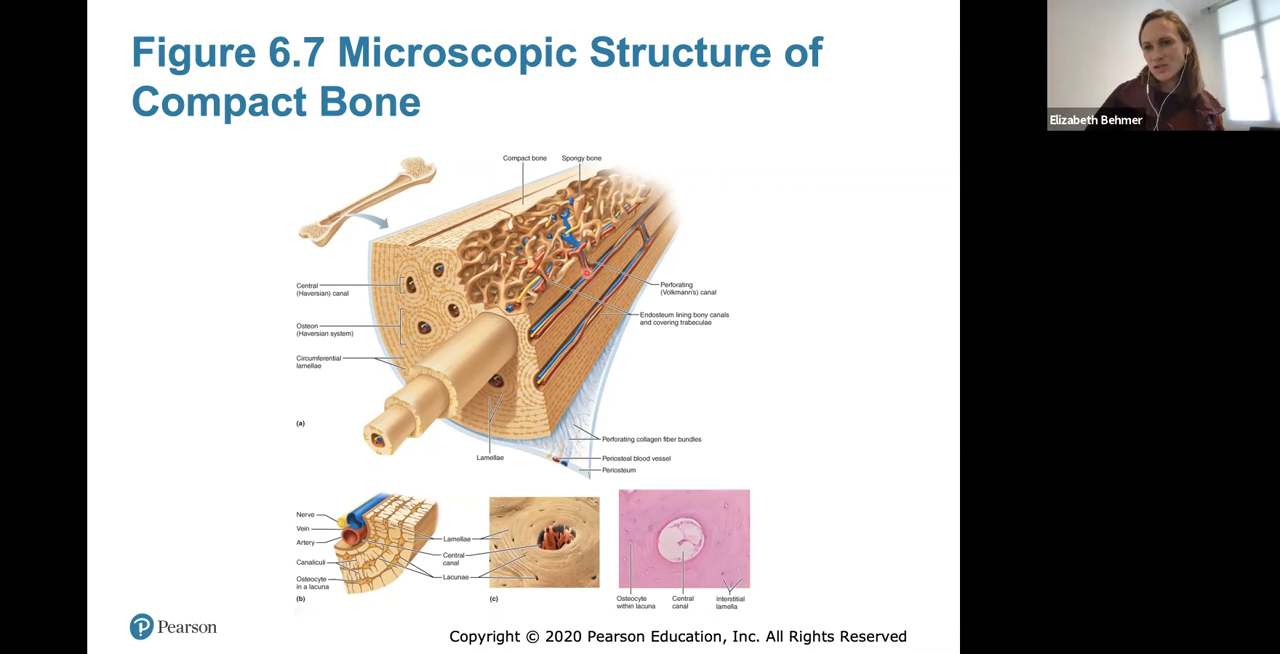 Figure 6.7 Microscopic Structure of
Compact Bone
Elizabeth Behmer
Compact bone
Spongy bone
Central
(Haversian) canal
Osteon
(Haversian system)
Circumferential
lamellae
Perforating
(Volkmann's) canal
Endosteum lining bony canals
and covering trabeculae
(a)
Lamellae
Perforating collagen fiber bundles
Periosteal blood vessel
Periosteum
Nerve
Vein
Artery
Canaliculi
Osteocyte
in a lacuna
(b)
Lamellae
Central
canal
Lacunae
(c)
Osteocyte
within lacuna
Central
canal
Interstitial
lamella
P Pearson
Copyright © 2020 Pearson Education, Inc. All Rights Reserved